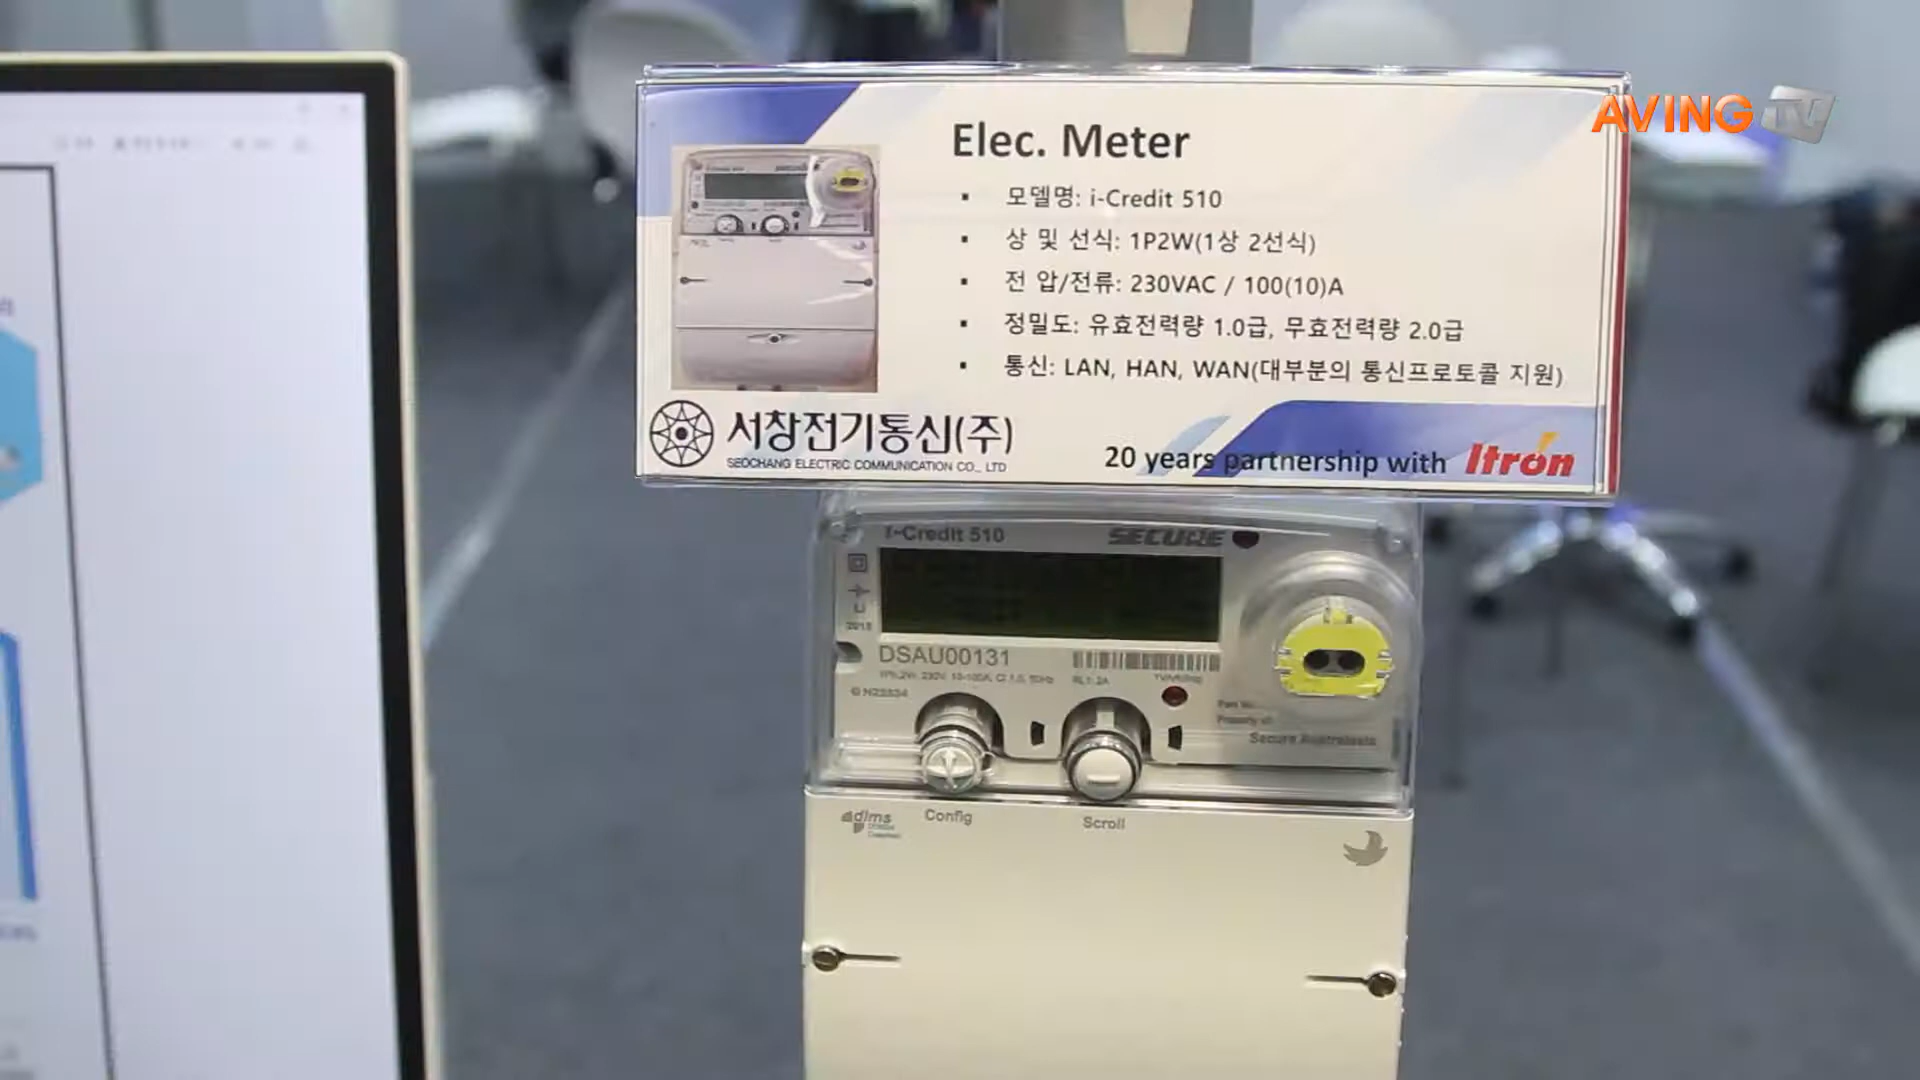 AVING TV
Elec. Meter
▪ 모델명: i-Credit 510
▪ 상 및 선식: 1P2W(1상 2선식)
▪ 전 압/전류: 230VAC / 100(10)A
▪ 정밀도: 유효전력량 1.0급, 무효전력량 2.0급
▪ 통신: LAN, HAN, WAN(대부분의 통신프로토콜 지원)
서창전기통신(주)
SEOCHANG ELECTRIC COMMUNICATION CO., LTD
20 years partnership with Itron
i-Credit 510
SECURE
DSAU00131
Secure Australasia
dlms
Config
Scroll